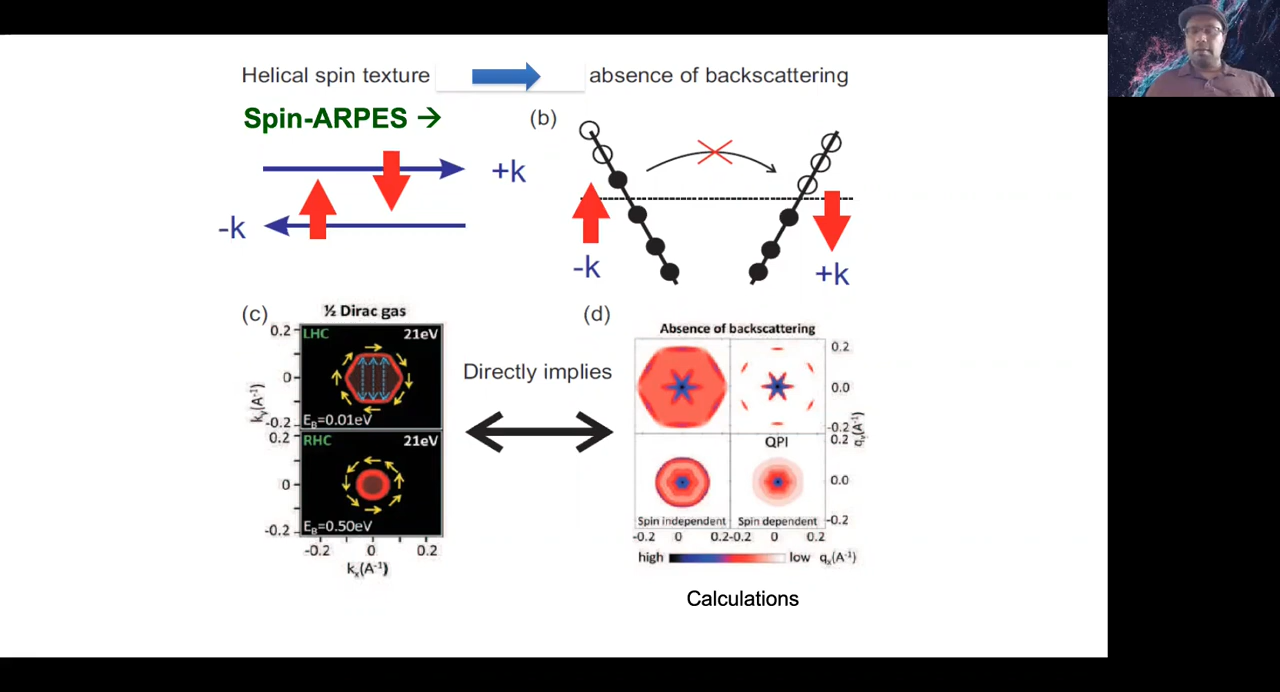 Helical spin texture
absence of backscattering
Spin-ARPES →
(b)
+k
-k
-k
+k
(c)
½ Dirac gas
LHC
21eV
E_B=0.01eV
RHC
21eV
E_B=0.50eV
0.2
0
-0.2
0.2
0
-0.2
k_y(A⁻¹)
-0.2
0
0.2
k_x(A⁻¹)
Directly implies
(d)
Absence of backscattering
0.2
0.0
-0.2
0.2
0.0
-0.2
q_y(A⁻¹)
QPI
Spin independent
Spin dependent
-0.2
0
0.2
-0.2
0
0.2
high
low
q_x(A⁻¹)
Calculations